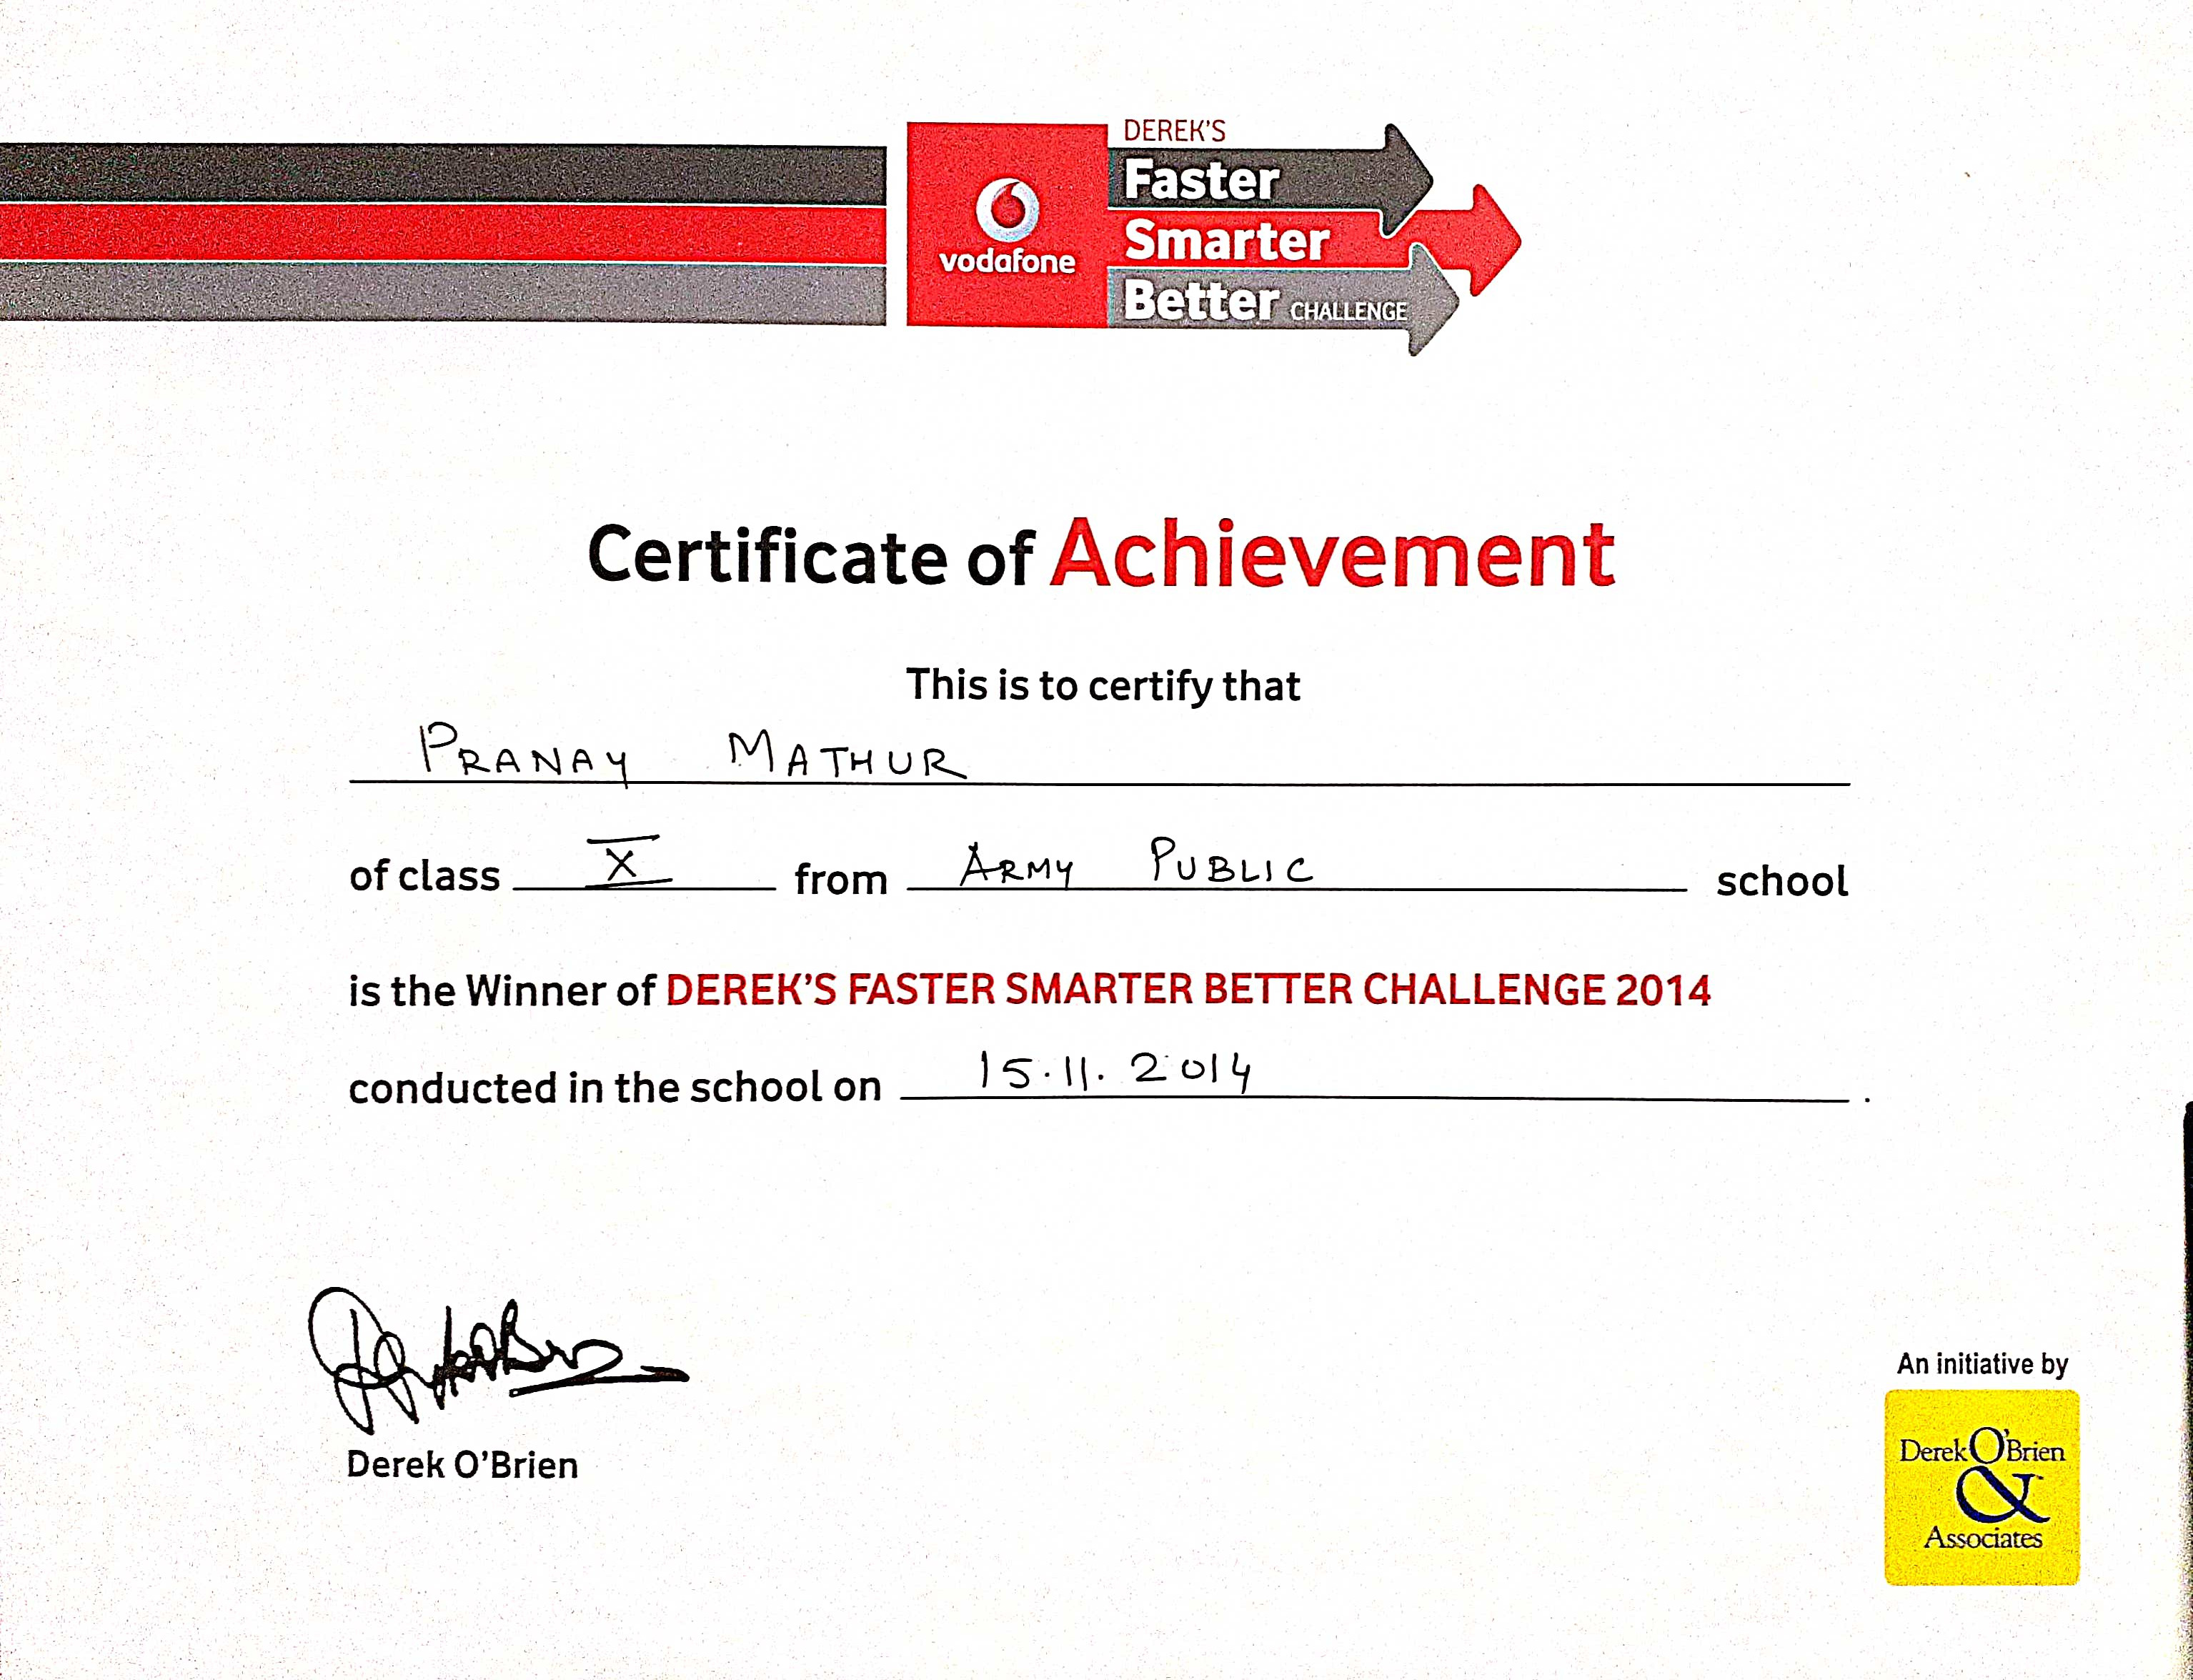 DEREK'S
Faster
Smarter
Better CHALLENGE
vodafone
Certificate of Achievement
This is to certify that
PRANAY MATHUR
of class X from ARMY PUBLIC school
is the Winner of DEREK'S FASTER SMARTER BETTER CHALLENGE 2014
conducted in the school on 15.11.2014.
Derek O'Brien
An initiative by
Derek O'Brien
&
Associates